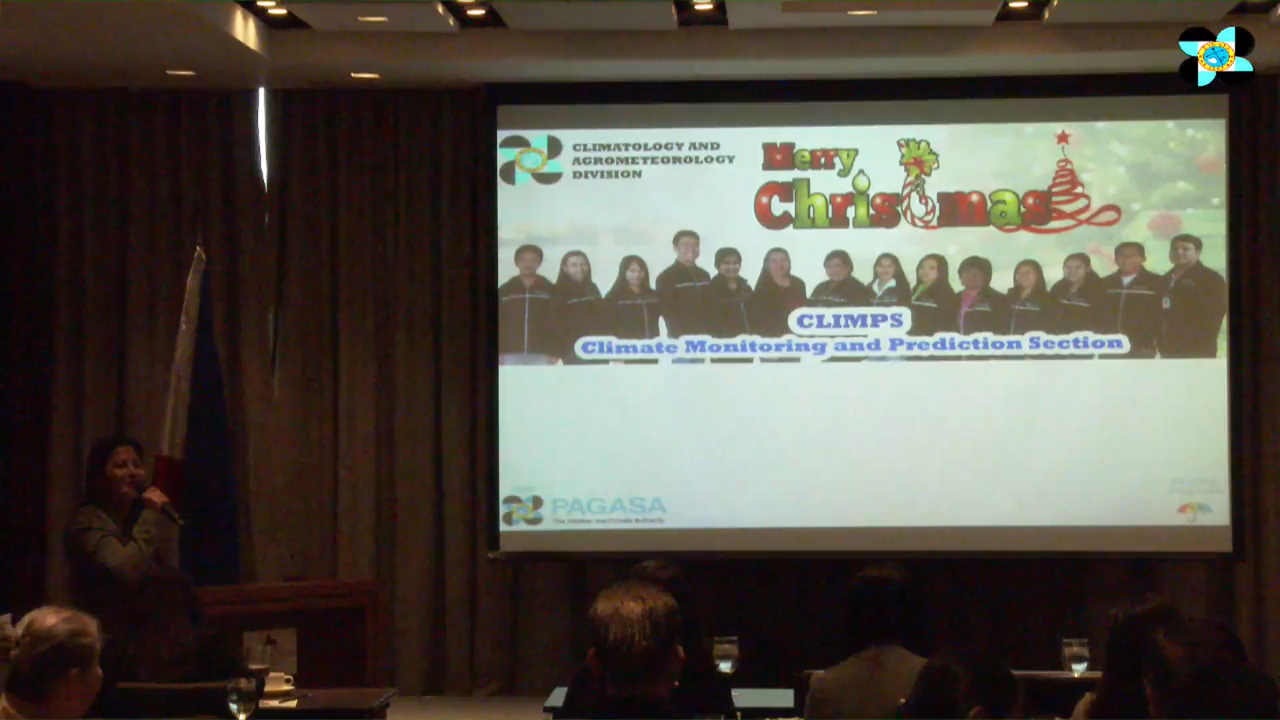 CLIMATOLOGY AND
AGROMETEOROLOGY
DIVISION
Merry
Christmas
CLIMPS
Climate Monitoring and Prediction Section
PAGASA